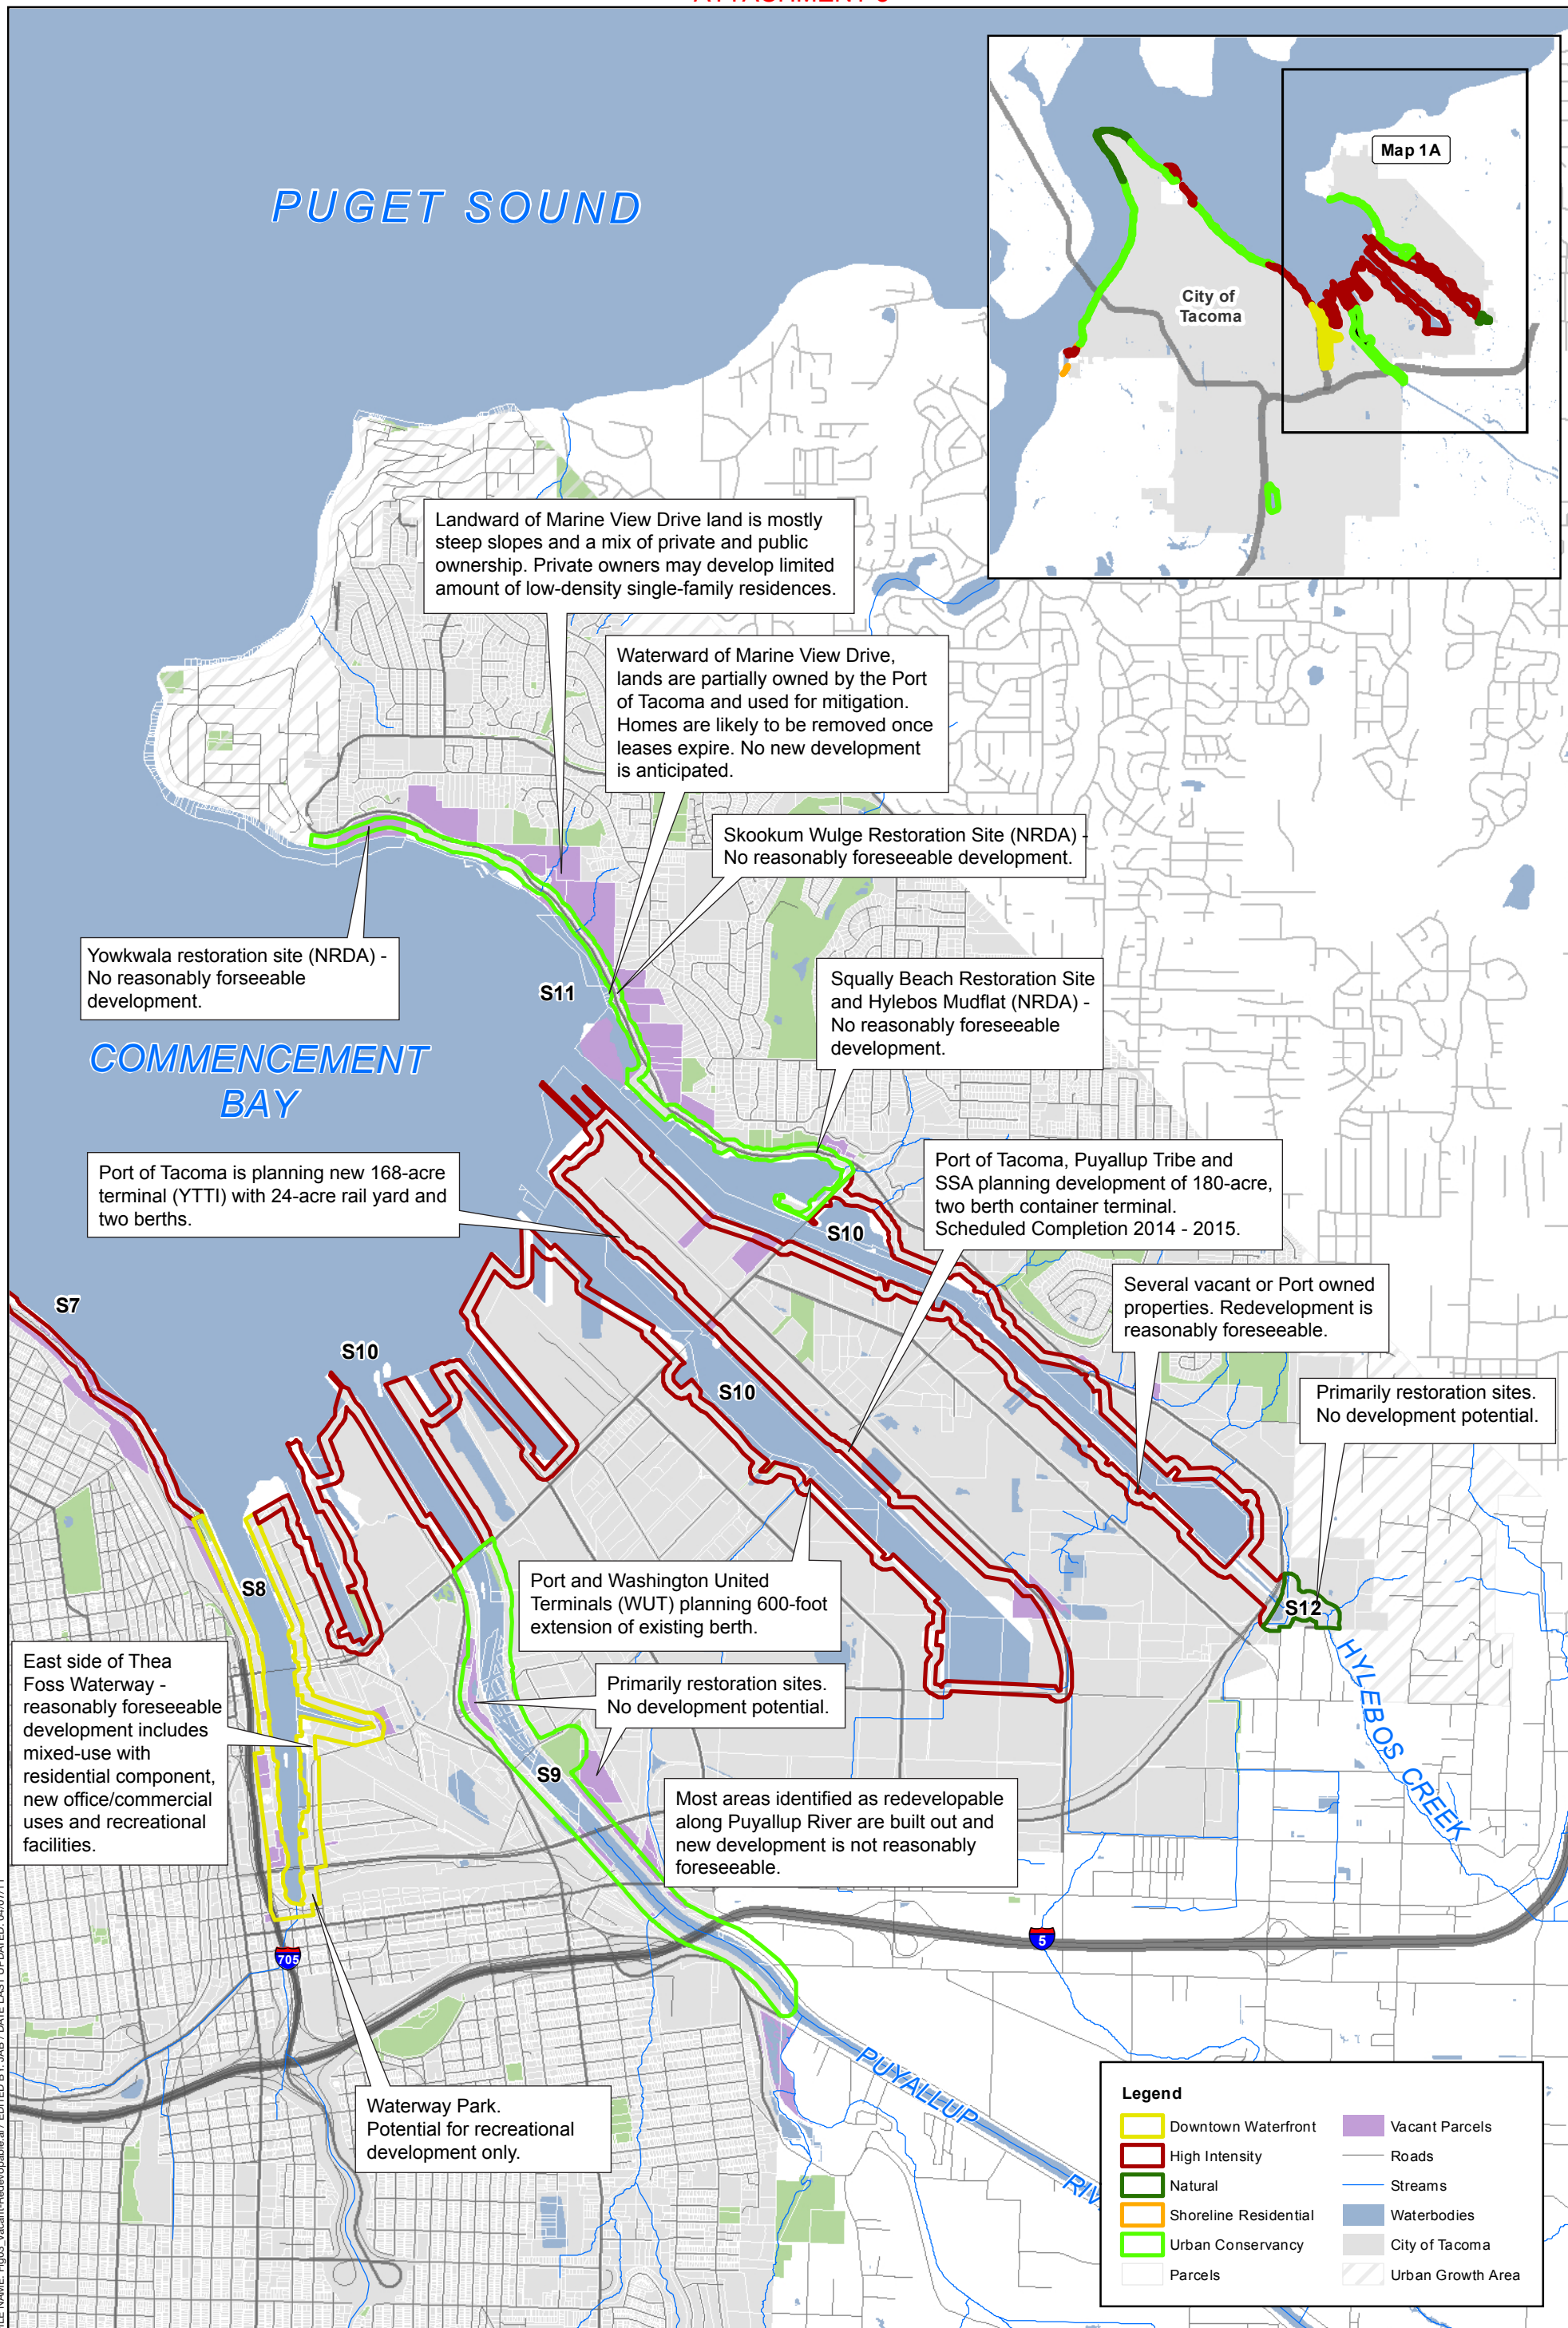 PUGET SOUND
Map 1A
City of
Tacoma
Landward of Marine View Drive land is mostly
steep slopes and a mix of private and public
ownership. Private owners may develop limited
amount of low-density single-family residences.
Waterward of Marine View Drive,
lands are partially owned by the Port
of Tacoma and used for mitigation.
Homes are likely to be removed once
leases expire. No new development
is anticipated.
Skookum Wulge Restoration Site (NRDA) -
No reasonably foreseeable development.
Yowkwala restoration site (NRDA) -
No reasonably forseeable
development.
S11
Squally Beach Restoration Site
and Hylebos Mudflat (NRDA) -
No reasonably foreseeable
development.
COMMENCEMENT
BAY
Port of Tacoma is planning new 168-acre
terminal (YTTI) with 24-acre rail yard and
two berths.
Port of Tacoma, Puyallup Tribe and
SSA planning development of 180-acre,
two berth container terminal.
Scheduled Completion 2014 - 2015.
S10
Several vacant or Port owned
properties. Redevelopment is
reasonably foreseeable.
S7
S10
S10
Primarily restoration sites.
No development potential.
S8
Port and Washington United
Terminals (WUT) planning 600-foot
extension of existing berth.
S12
East side of Thea
Foss Waterway -
reasonably foreseeable
development includes
mixed-use with
residential component,
new office/commercial
uses and recreational
facilities.
Primarily restoration sites.
No development potential.
HYLEBOS CREEK
S9
Most areas identified as redevelopable
along Puyallup River are built out and
new development is not reasonably
foreseeable.
705
5
Waterway Park.
Potential for recreational
development only.
PUYALLUP
Legend
Downtown Waterfront
High Intensity
Natural
Shoreline Residential
Urban Conservancy
Parcels
Vacant Parcels
Roads
Streams
Waterbodies
City of Tacoma
Urban Growth Area